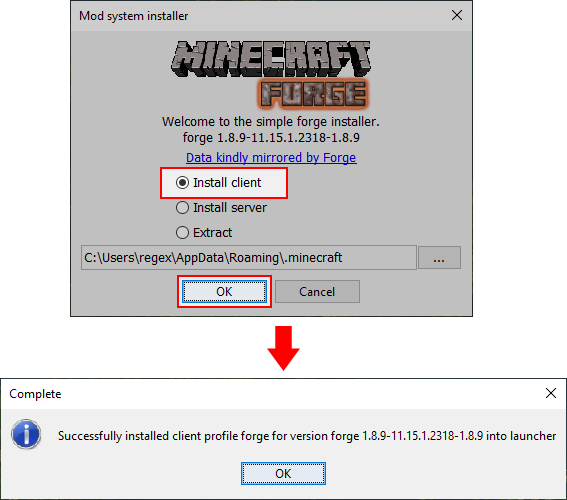 Mod system installer
MINECRAFT
FORGE
Welcome to the simple forge installer.
forge 1.8.9-11.15.1.2318-1.8.9
Data kindly mirrored by Forge
Install client
Install server
Extract
C:\Users\regex\AppData\Roaming\.minecraft
...
OK
Cancel
Complete
Successfully installed client profile forge for version forge 1.8.9-11.15.1.2318-1.8.9 into launcher
OK